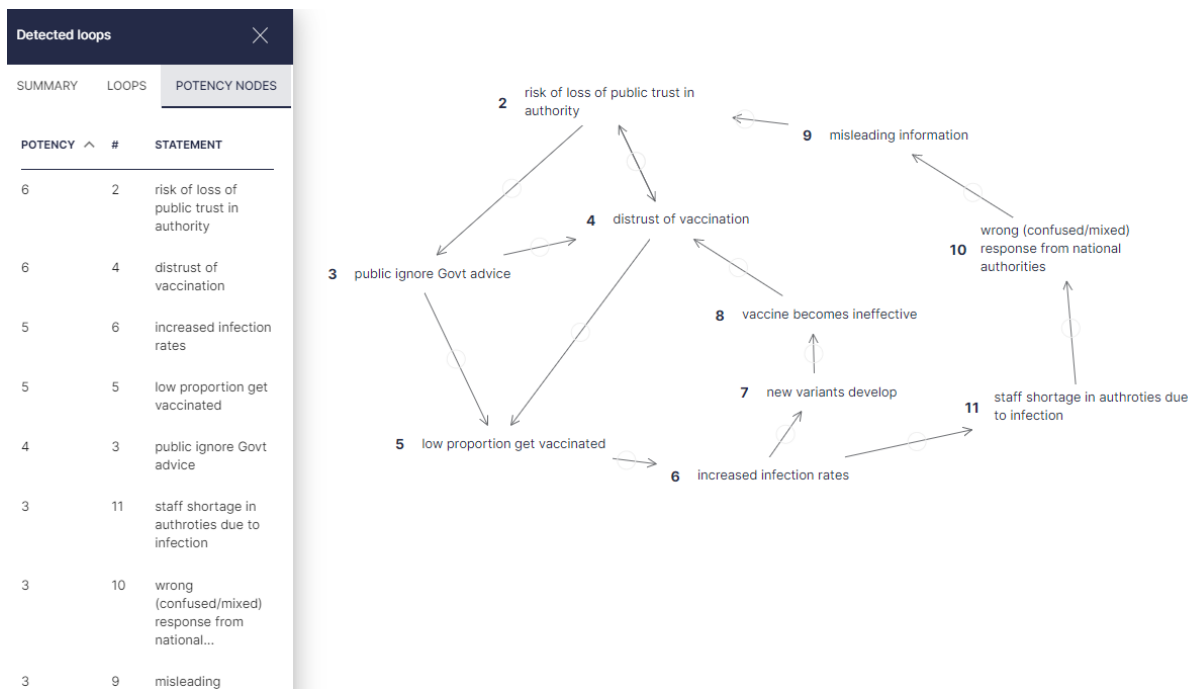 Detected loops
SUMMARY LOOPS POTENCY NODES
POTENCY # STATEMENT
6 2 risk of loss of
public trust in
authority
6 4 distrust of
vaccination
5 6 increased infection
rates
5 5 low proportion get
vaccinated
4 3 public ignore Govt
advice
3 11 staff shortage in
authroties due to
infection
3 10 wrong
(confused/mixed)
response from
national...
3 9 misleading
2 risk of loss of public trust in
authority
9 misleading information
4 distrust of vaccination
wrong (confused/mixed)
10 response from national
authorities
3 public ignore Govt advice
8 vaccine becomes ineffective
7 new variants develop
11 staff shortage in authroties due
to infection
5 low proportion get vaccinated
6 increased infection rates